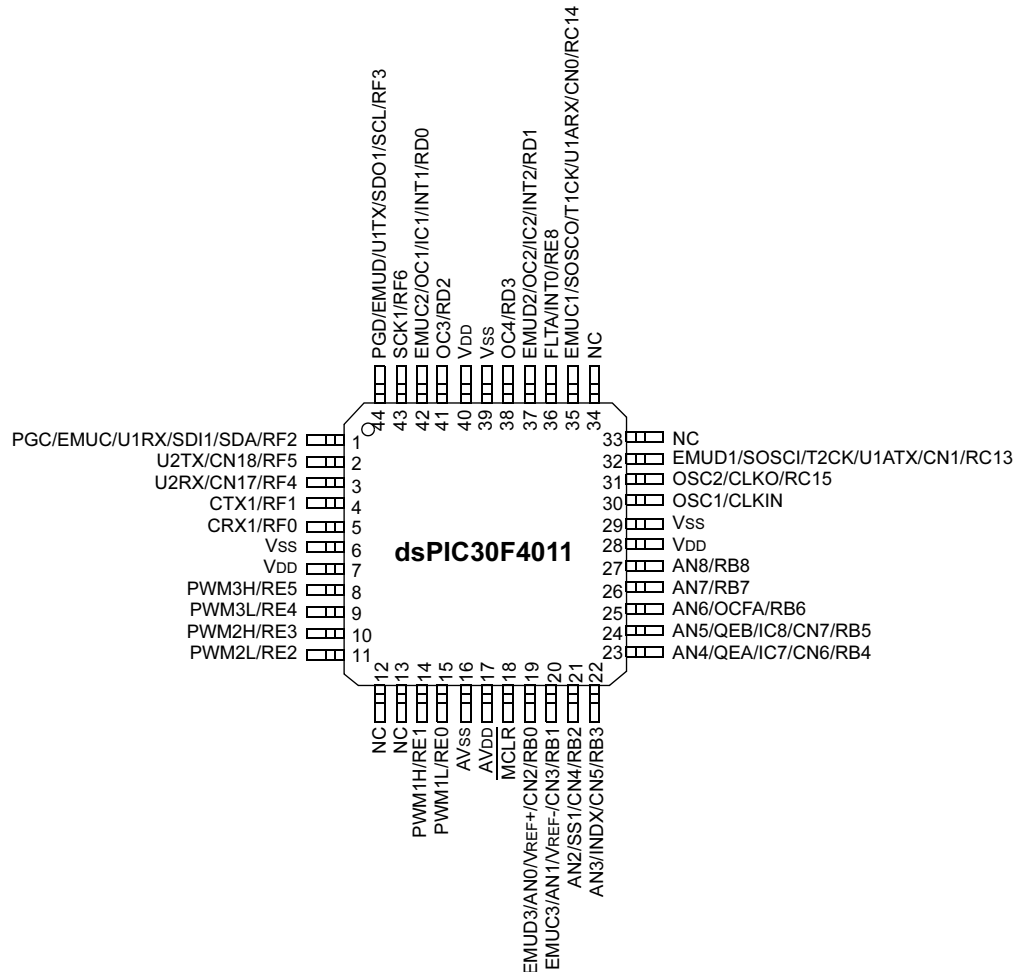 PGD/EMUD/U1TX/SDO1/SCL/RF3
SCK1/RF6
EMUC2/OC1/IC1/INT1/RD0
OC3/RD2
VDD
VSS
OC4/RD3
EMUD2/OC2/IC2/INT2/RD1
FLTA/INT0/RE8
EMUC1/SOSCO/T1CK/U1ARX/CN0/RC14
NC
44
43
42
41
40
39
38
37
36
35
34
PGC/EMUC/U1RX/SDI1/SDA/RF2 1
U2TX/CN18/RF5 2
U2RX/CN17/RF4 3
CTX1/RF1 4
CRX1/RF0 5
VSS 6
VDD 7
PWM3H/RE5 8
PWM3L/RE4 9
PWM2H/RE3 10
PWM2L/RE2 11
dsPIC30F4011
33 NC
32 EMUD1/SOSCI/T2CK/U1ATX/CN1/RC13
31 OSC2/CLKO/RC15
30 OSC1/CLKIN
29 VSS
28 VDD
27 AN8/RB8
26 AN7/RB7
25 AN6/OCFA/RB6
24 AN5/QEB/IC8/CN7/RB5
23 AN4/QEA/IC7/CN6/RB4
12
13
14
15
16
17
18
19
20
21
22
NC
NC
PWM1H/RE1
PWM1L/RE0
AVSS
AVDD
MCLR
EMUD3/AN0/VREF+/CN2/RB0
EMUC3/AN1/VREF-/CN3/RB1
AN2/SS1/CN4/RB2
AN3/INDX/CN5/RB3